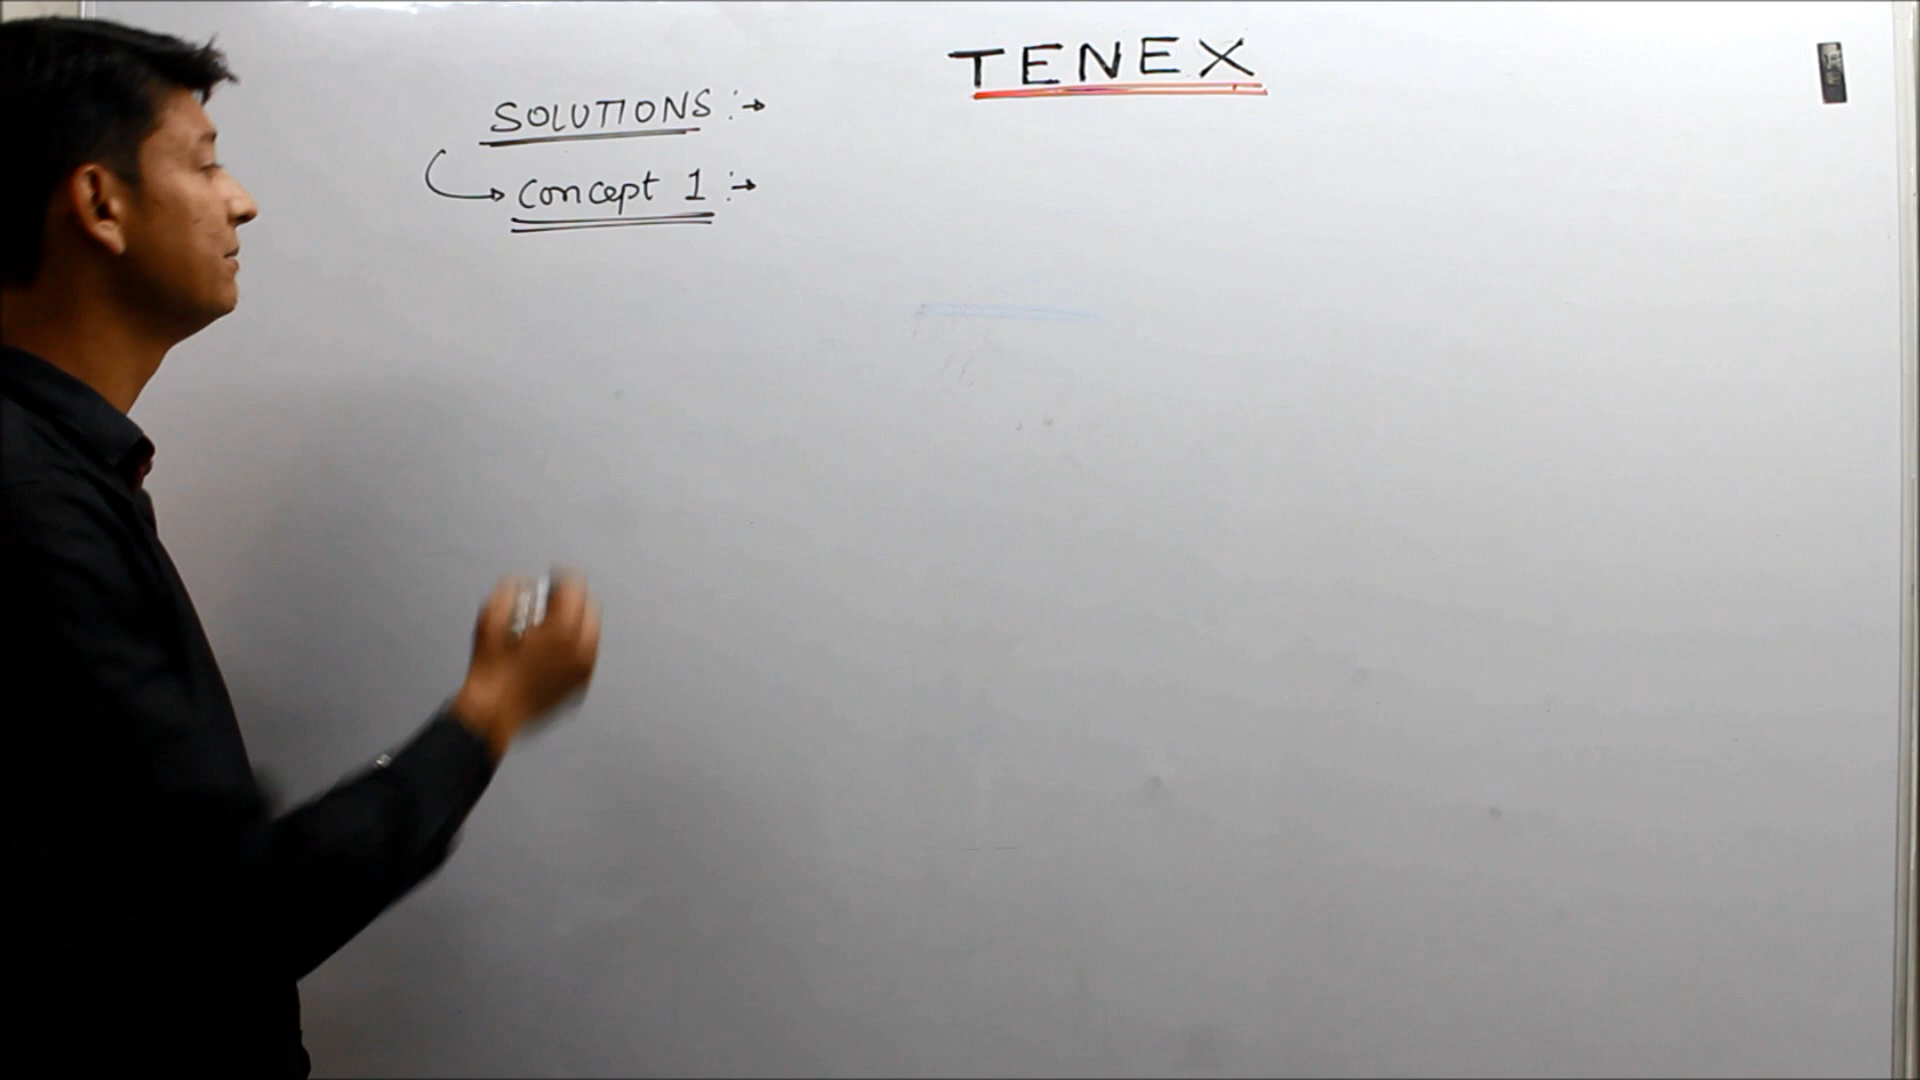 TENEX
SOLUTIONS :→
→ Concept 1 :→